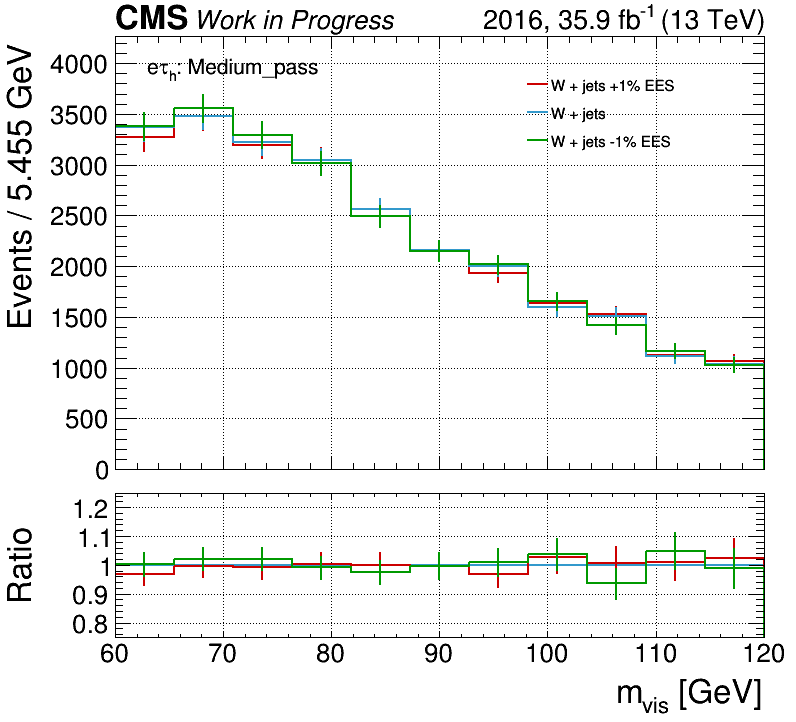 CMS Work in Progress 2016, 35.9 fb⁻¹ (13 TeV)
eτh: Medium_pass
W + jets +1% EES
W + jets
W + jets -1% EES
Events / 5.455 GeV
4000
3500
3000
2500
2000
1500
1000
500
0
Ratio
1.2
1.1
1
0.9
0.8
60 70 80 90 100 110 120
mvis [GeV]